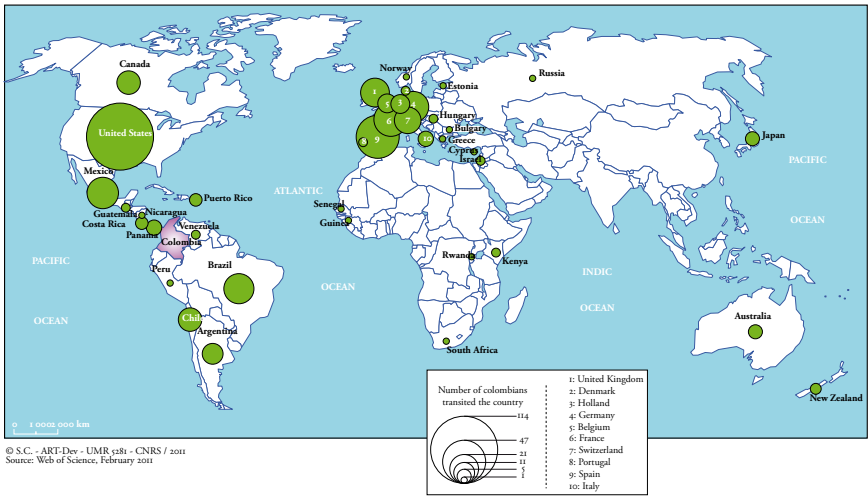 Canada
Norway
Russia
1
2
Estonia
5
3
4
United States
6
7
Hungary
Bulgary
Japan
8
9
10
Greece
Cyprus
Israel
PACIFIC
Mexico
ATLANTIC
Puerto Rico
Senegal
Guatemala
Nicaragua
OCEAN
Costa Rica
Venezuela
Guinea
Panama
Colombia
PACIFIC
Peru
Brazil
Rwanda
Kenya
INDIC
OCEAN
OCEAN
OCEAN
Chile
Argentina
Australia
South Africa
New Zealand
Number of colombians
transited the country
114
47
21
11
5
1
1: United Kingdom
2: Denmark
3: Holland
4: Germany
5: Belgium
6: France
7: Switzerland
8: Portugal
9: Spain
10: Italy
0 1 0002 000 km
© S.C. - ART-Dev - UMR 5281 - CNRS / 2011
Source: Web of Science, February 2011